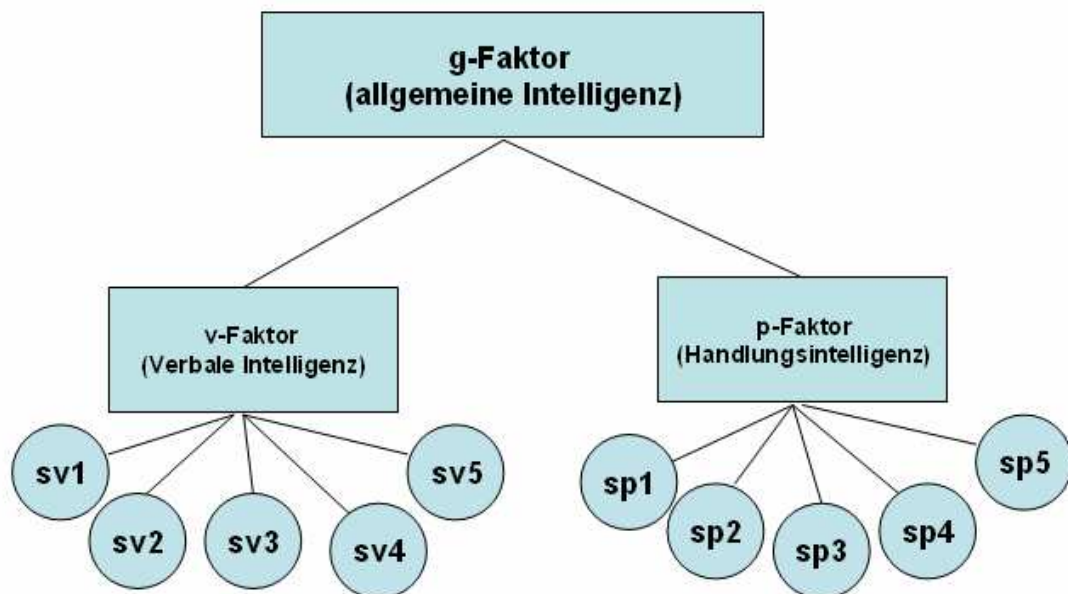 g-Faktor
(allgemeine Intelligenz)
v-Faktor
(Verbale Intelligenz)
p-Faktor
(Handlungsintelligenz)
sv1
sv2
sv3
sv4
sv5
sp1
sp2
sp3
sp4
sp5